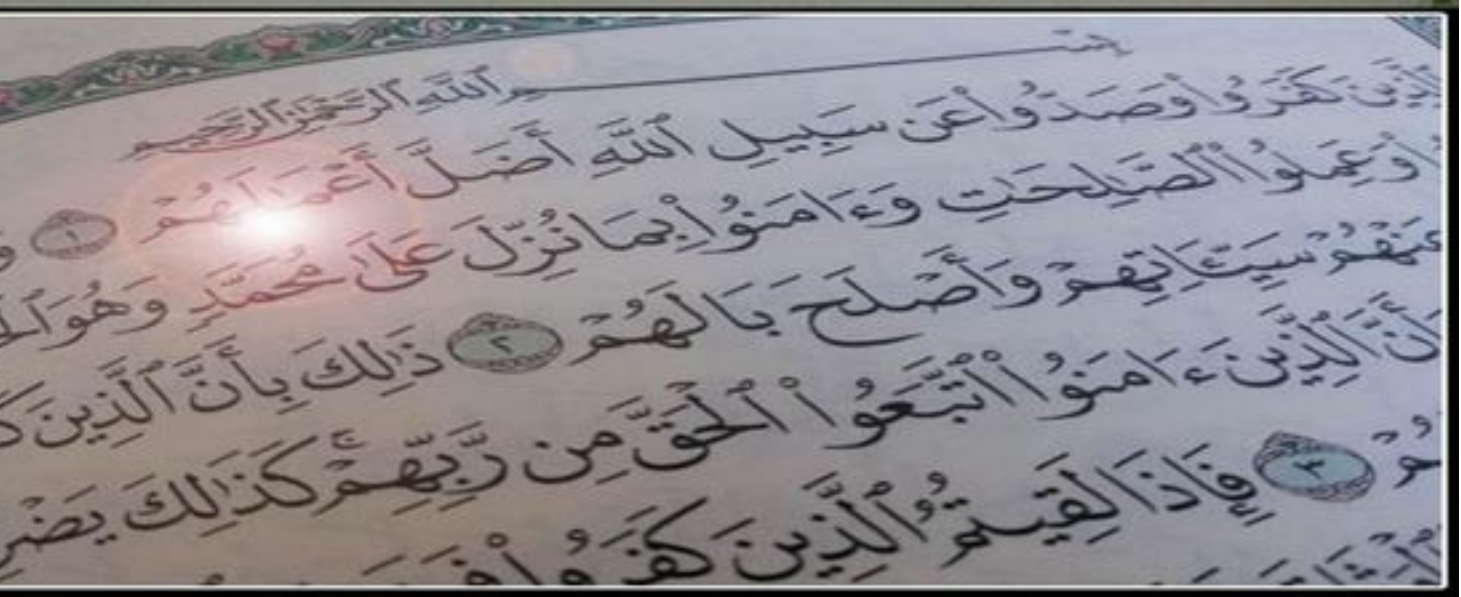 بِسْمِ ٱللَّهِ ٱلرَّحْمَٰنِ ٱلرَّحِيمِ
ٱلَّذِينَ كَفَرُوا۟ وَصَدُّوا۟ عَن سَبِيلِ ٱللَّهِ أَضَلَّ أَعْمَٰلَهُمْ ١
وَعَمِلُوا۟ ٱلصَّٰلِحَٰتِ وَءَامَنُوا۟ بِمَا نُزِّلَ عَلَىٰ مُحَمَّدٍ وَهُوَ
عَنْهُمْ سَيِّـَٔاتِهِمْ وَأَصْلَحَ بَالَهُمْ ٢ ذَٰلِكَ بِأَنَّ ٱلَّذِينَ
أَنَّ ٱلَّذِينَ ءَامَنُوا۟ ٱتَّبَعُوا۟ ٱلْحَقَّ مِن رَّبِّهِمْ كَذَٰلِكَ
٣ فَإِذَا لَقِيتُمُ ٱلَّذِينَ كَفَرُوا۟